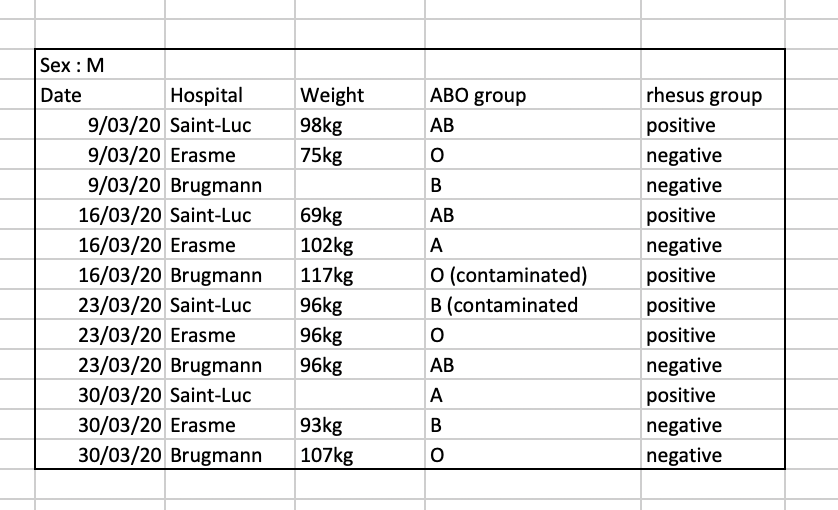 Sex : M
Date Hospital Weight ABO group rhesus group
9/03/20 Saint-Luc 98kg AB positive
9/03/20 Erasme 75kg O negative
9/03/20 Brugmann B negative
16/03/20 Saint-Luc 69kg AB positive
16/03/20 Erasme 102kg A negative
16/03/20 Brugmann 117kg O (contaminated) positive
23/03/20 Saint-Luc 96kg B (contaminated positive
23/03/20 Erasme 96kg O positive
23/03/20 Brugmann 96kg AB negative
30/03/20 Saint-Luc A positive
30/03/20 Erasme 93kg B negative
30/03/20 Brugmann 107kg O negative